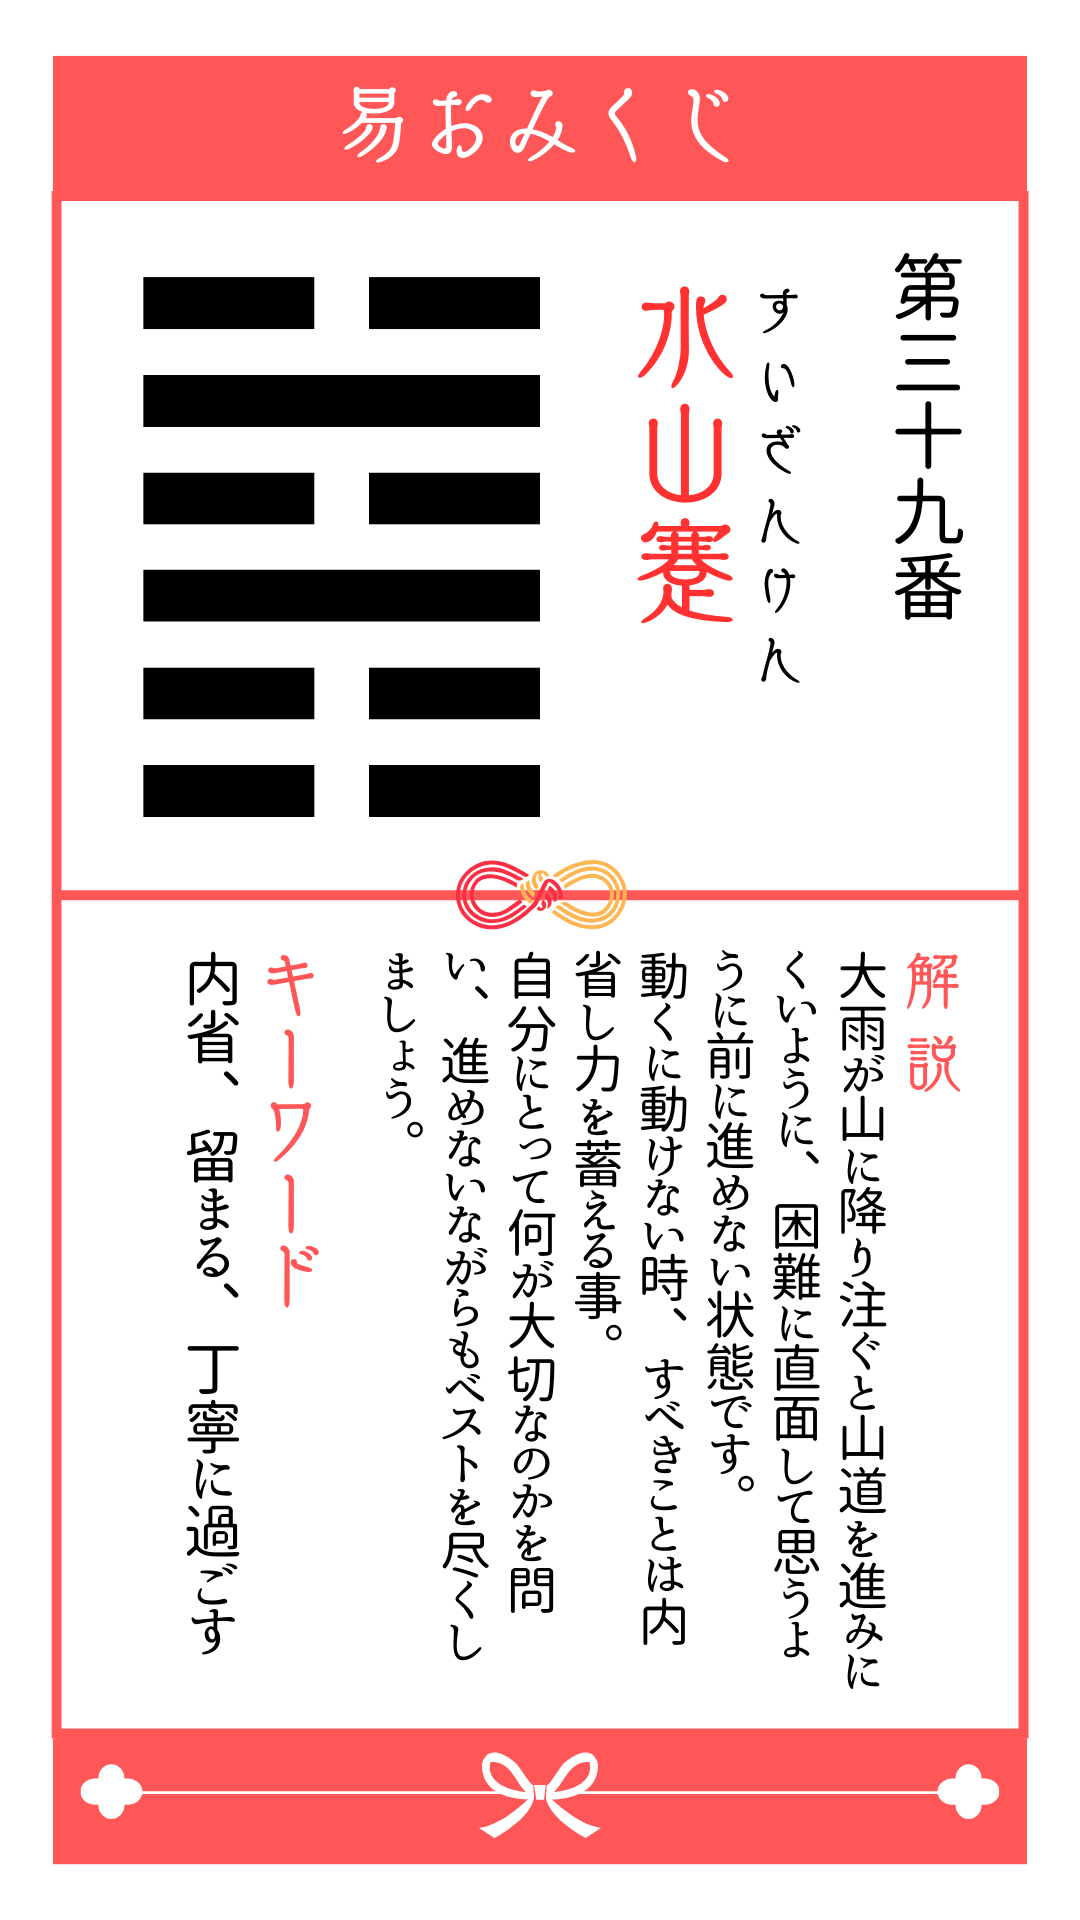 易おみくじ
第三十九番
すいざんけん
水山蹇
解説
大雨が山に降り注ぐと山道を進みに
くいように、困難に直面して思うよ
うに前に進めない状態です。
動くに動けない時、すべきことは内
省し力を蓄える事。
自分にとって何が大切なのかを問
い、進めないながらもベストを尽くし
ましょう。
キーワード
内省、留まる、丁寧に過ごす